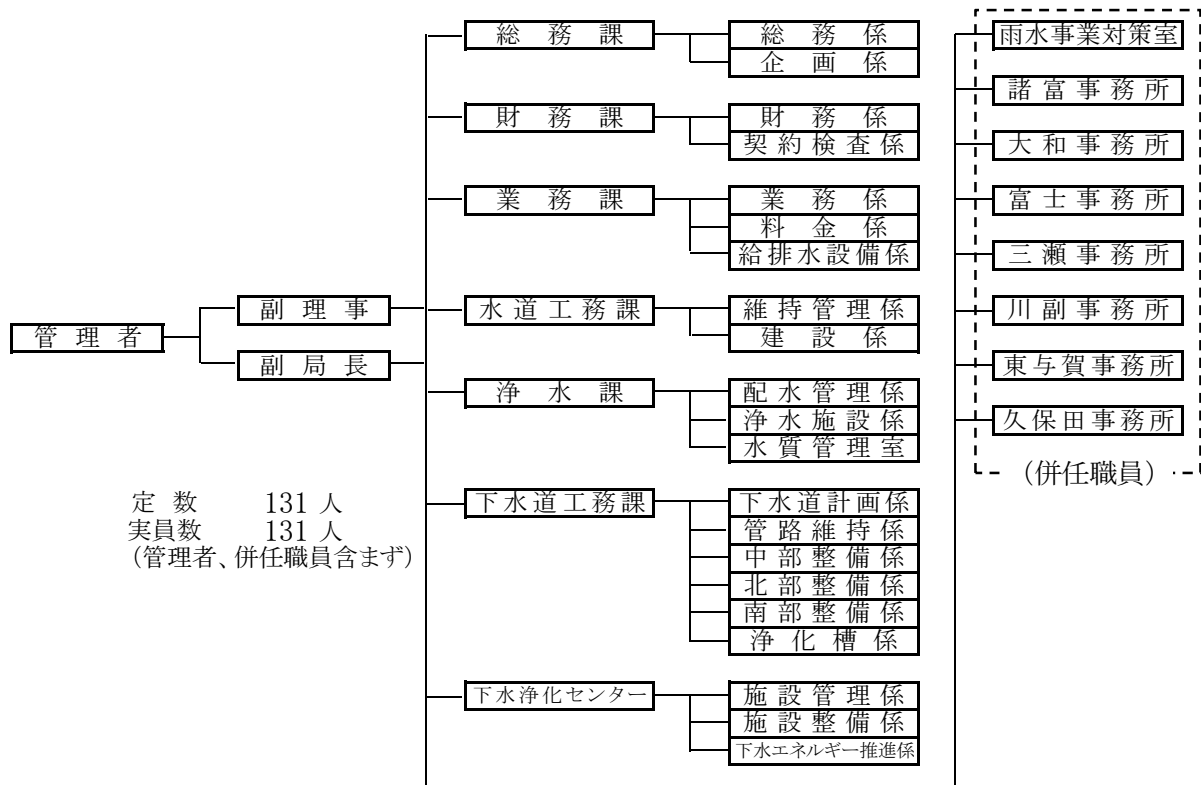 管理者
副理事
副局長
定数 131 人
実員数 131 人
（管理者、併任職員含まず）
総務課
総務係
企画係
財務課
財務係
契約検査係
業務課
業務係
料金係
給排水設備係
水道工務課
維持管理係
建設係
浄水課
配水管理係
浄水施設係
水質管理室
下水道工務課
下水道計画係
管路維持係
中部整備係
北部整備係
南部整備係
浄化槽係
下水浄化センター
施設管理係
施設整備係
下水エネルギー推進係
雨水事業対策室
諸富事務所
大和事務所
富士事務所
三瀬事務所
川副事務所
東与賀事務所
久保田事務所
（併任職員）